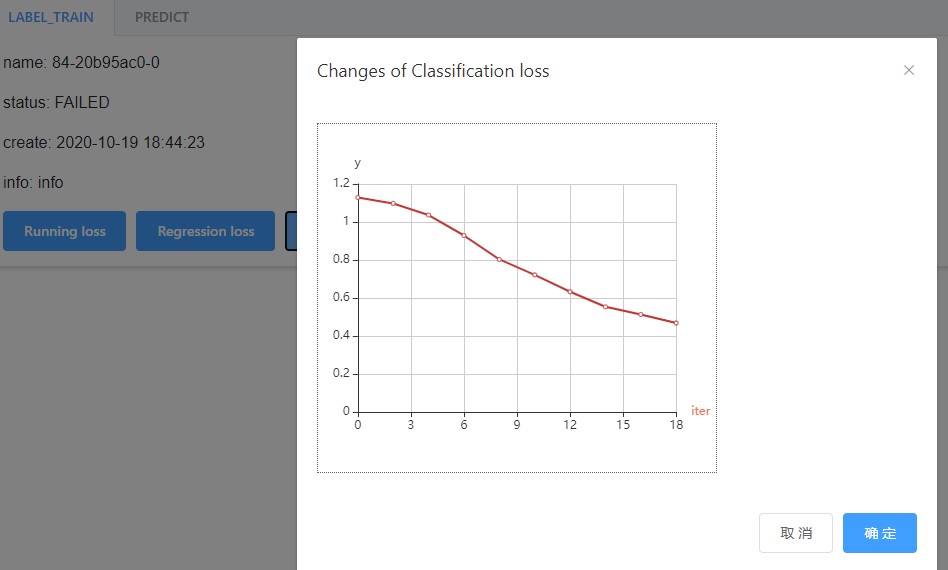 LABEL_TRAIN PREDICT
name: 84-20b95ac0-0
status: FAILED
create: 2020-10-19 18:44:23
info: info
Running loss Regression loss
Changes of Classification loss
y
1.2
1
0.8
0.6
0.4
0.2
0
0 3 6 9 12 15 18
iter
取消 确定